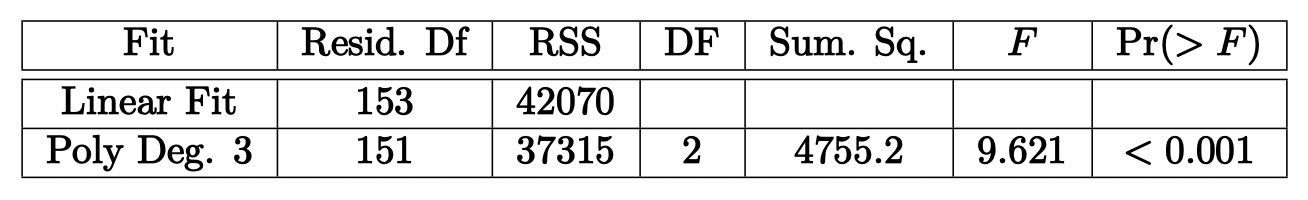 Fit Resid. Df RSS DF Sum. Sq. F Pr(> F)
Linear Fit 153 42070
Poly Deg. 3 151 37315 2 4755.2 9.621 < 0.001